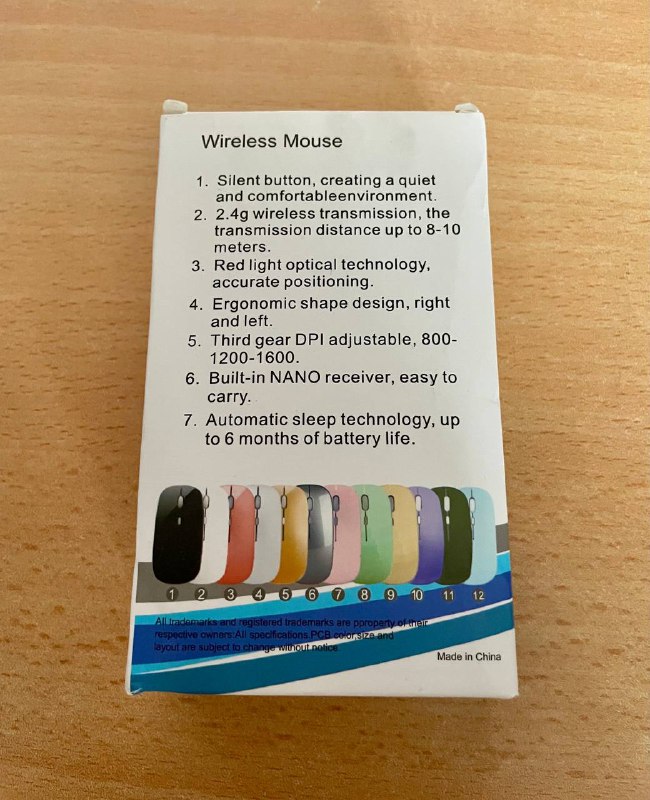 Wireless Mouse
1. Silent button, creating a quiet
and comfortableenvironment.
2. 2.4g wireless transmission, the
transmission distance up to 8-10
meters.
3. Red light optical technology,
accurate positioning.
4. Ergonomic shape design, right
and left.
5. Third gear DPI adjustable, 800-
1200-1600.
6. Built-in NANO receiver, easy to
carry.
7. Automatic sleep technology, up
to 6 months of battery life.
1 2 3 4 5 6 7 8 9 10 11 12
All trademarks and registered trademarks are pproperty of their
respective owners.All specifications,PCB color,size and
layout are subject to change without notice.
Made in China